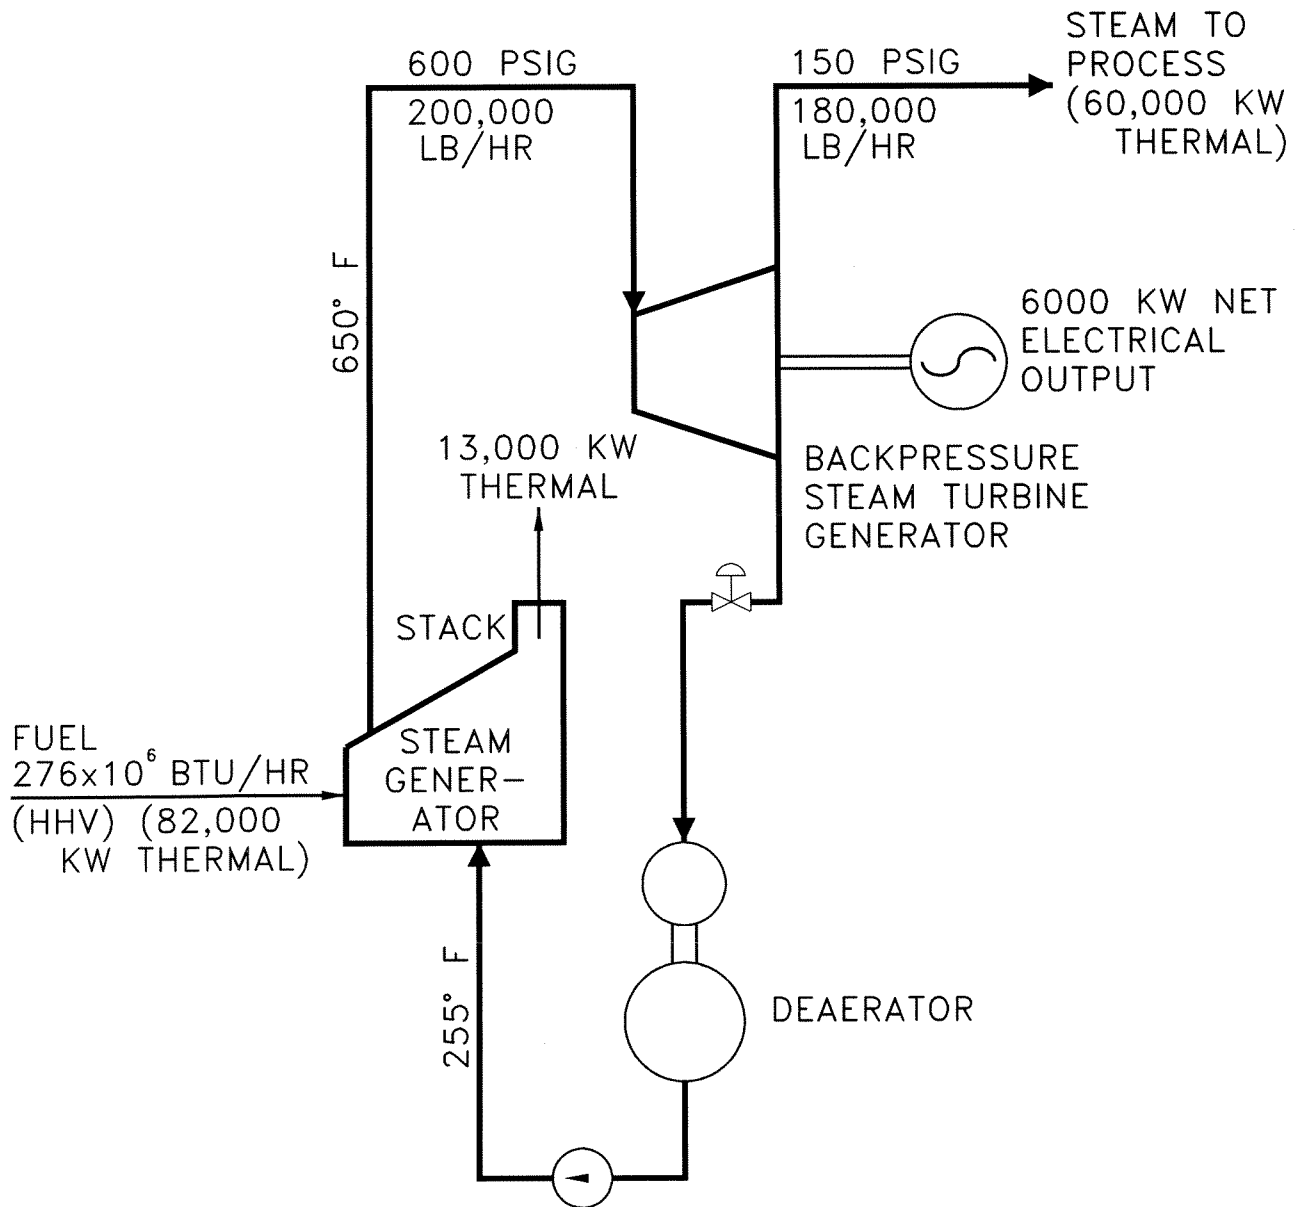 600 PSIG
200,000
LB/HR
150 PSIG
180,000
LB/HR
STEAM TO
PROCESS
(60,000 KW
THERMAL)
650° F
6000 KW NET
ELECTRICAL
OUTPUT
13,000 KW
THERMAL
BACKPRESSURE
STEAM TURBINE
GENERATOR
STACK
FUEL
276x10⁶ BTU/HR
(HHV) (82,000
KW THERMAL)
STEAM
GENER-
ATOR
255° F
DEAERATOR